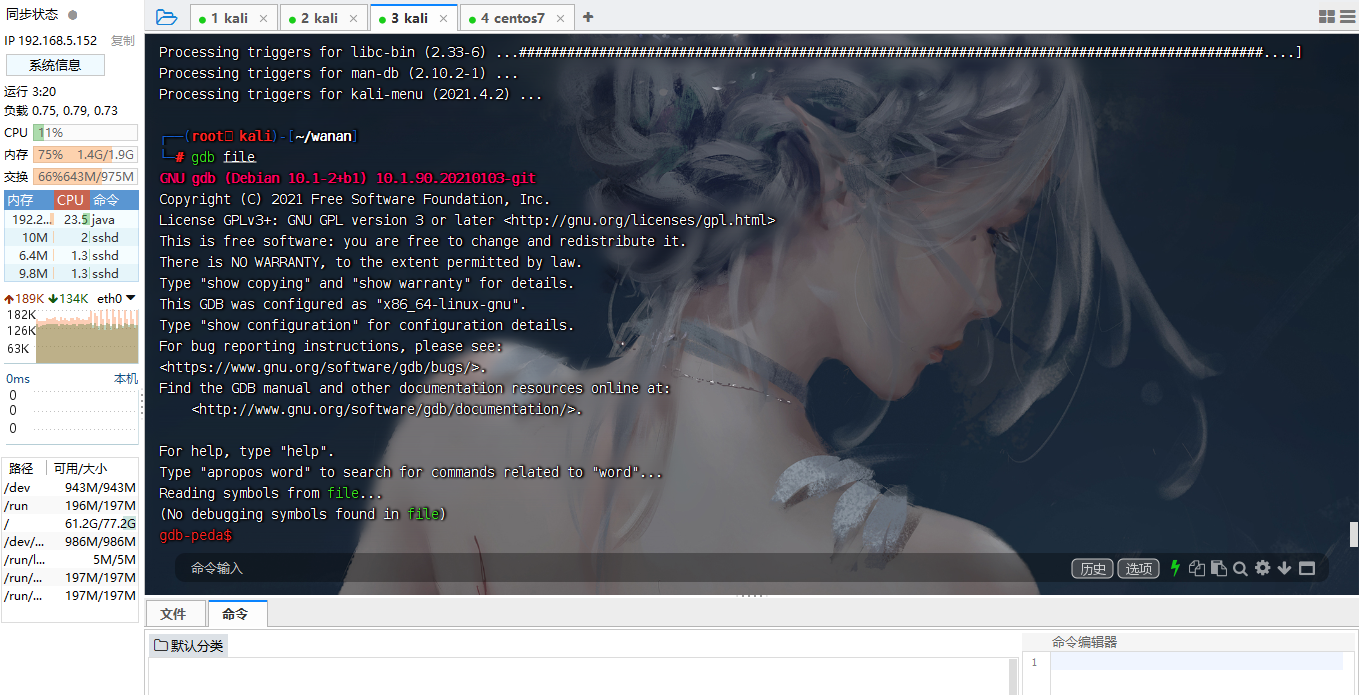 同步状态
IP 192.168.5.152 复制
系统信息
运行 3:20
负载 0.75, 0.79, 0.73
CPU 11%
内存 75% 1.4G/1.9G
交换 66% 643M/975M
内存 CPU 命令
192.2... 23.5 java
10M 2 sshd
6.4M 1.3 sshd
9.8M 1.3 sshd
189K 134K eth0
182K
126K
63K
0ms 本机
0
0
0
路径 可用/大小
/dev 943M/943M
/run 196M/197M
/ 61.2G/77.2G
/dev/... 986M/986M
/run/l... 5M/5M
/run/... 197M/197M
/run/... 197M/197M
1 kali
2 kali
3 kali
4 centos7
Processing triggers for libc-bin (2.33-6) ...#############################################################################################....]
Processing triggers for man-db (2.10.2-1) ...
Processing triggers for kali-menu (2021.4.2) ...
┌──(root kali)-[~/wanan]
└─# gdb file
GNU gdb (Debian 10.1-2+b1) 10.1.90.20210103-git
Copyright (C) 2021 Free Software Foundation, Inc.
License GPLv3+: GNU GPL version 3 or later <http://gnu.org/licenses/gpl.html>
This is free software: you are free to change and redistribute it.
There is NO WARRANTY, to the extent permitted by law.
Type "show copying" and "show warranty" for details.
This GDB was configured as "x86_64-linux-gnu".
Type "show configuration" for configuration details.
For bug reporting instructions, please see:
<https://www.gnu.org/software/gdb/bugs/>.
Find the GDB manual and other documentation resources online at:
<http://www.gnu.org/software/gdb/documentation/>.
For help, type "help".
Type "apropos word" to search for commands related to "word"...
Reading symbols from file...
(No debugging symbols found in file)
gdb-peda$
命令输入
历史
选项
文件
命令
默认分类
命令编辑器
1